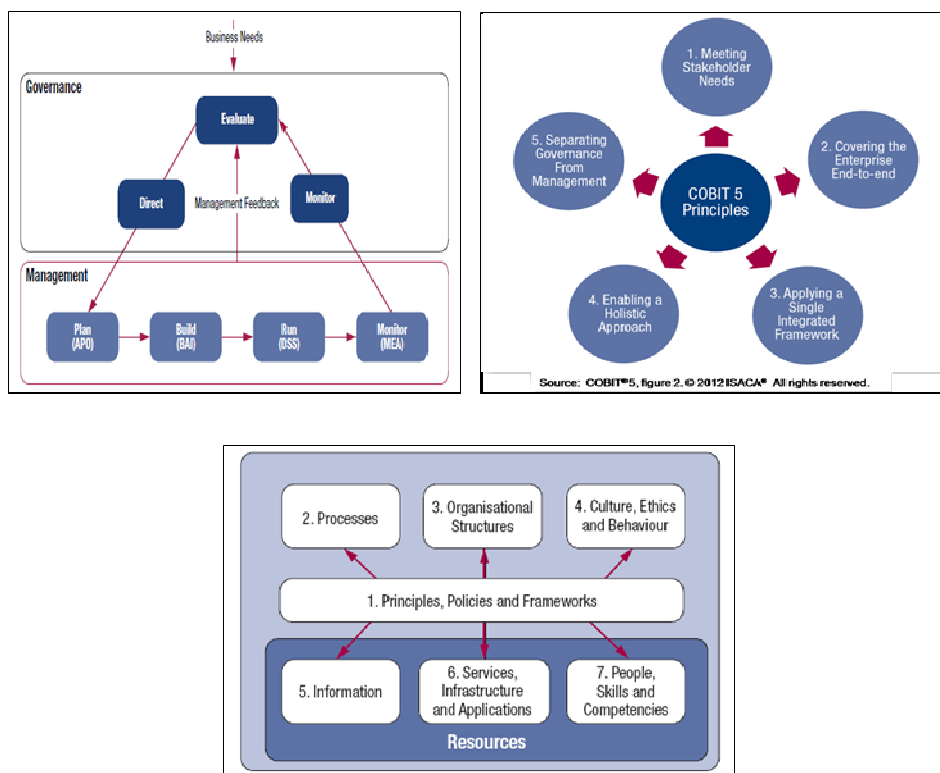 Business Needs
Governance
Evaluate
Direct
Management Feedback
Monitor
Management
Plan
(APO)
Build
(BAI)
Run
(DSS)
Monitor
(MEA)
1. Meeting
Stakeholder
Needs
5. Separating
Governance
From
Management
2. Covering the
Enterprise
End-to-end
COBIT 5
Principles
4. Enabling a
Holistic
Approach
3. Applying a
Single
Integrated
Framework
Source: COBIT® 5, figure 2. © 2012 ISACA® All rights reserved.
2. Processes
3. Organisational
Structures
4. Culture, Ethics
and Behaviour
1. Principles, Policies and Frameworks
5. Information
6. Services,
Infrastructure
and Applications
7. People,
Skills and
Competencies
Resources